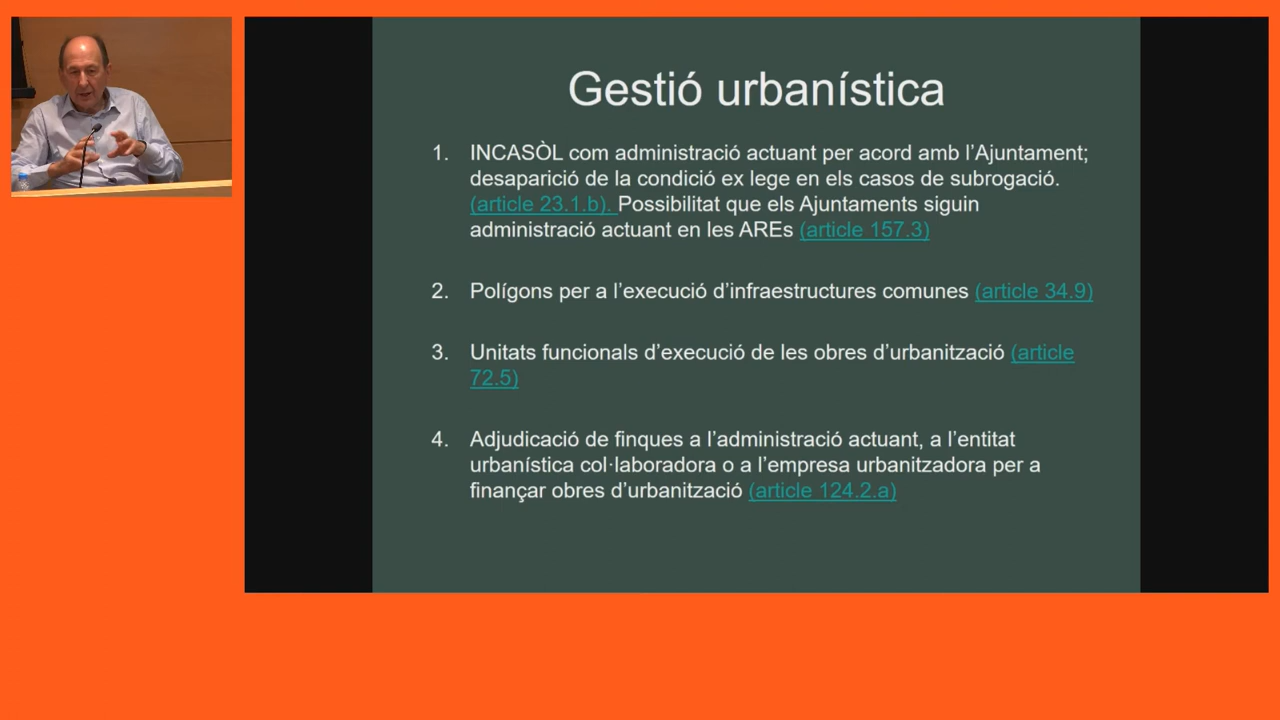 Gestió urbanística
1. INCASÒL com administració actuant per acord amb l'Ajuntament;
desaparició de la condició ex lege en els casos de subrogació.
(article 23.1.b). Possibilitat que els Ajuntaments siguin
administració actuant en les AREs (article 157.3)
2. Polígons per a l'execució d'infraestructures comunes (article 34.9)
3. Unitats funcionals d'execució de les obres d'urbanització (article
72.5)
4. Adjudicació de finques a l'administració actuant, a l'entitat
urbanística col·laboradora o a l'empresa urbanitzadora per a
finançar obres d'urbanització (article 124.2.a)